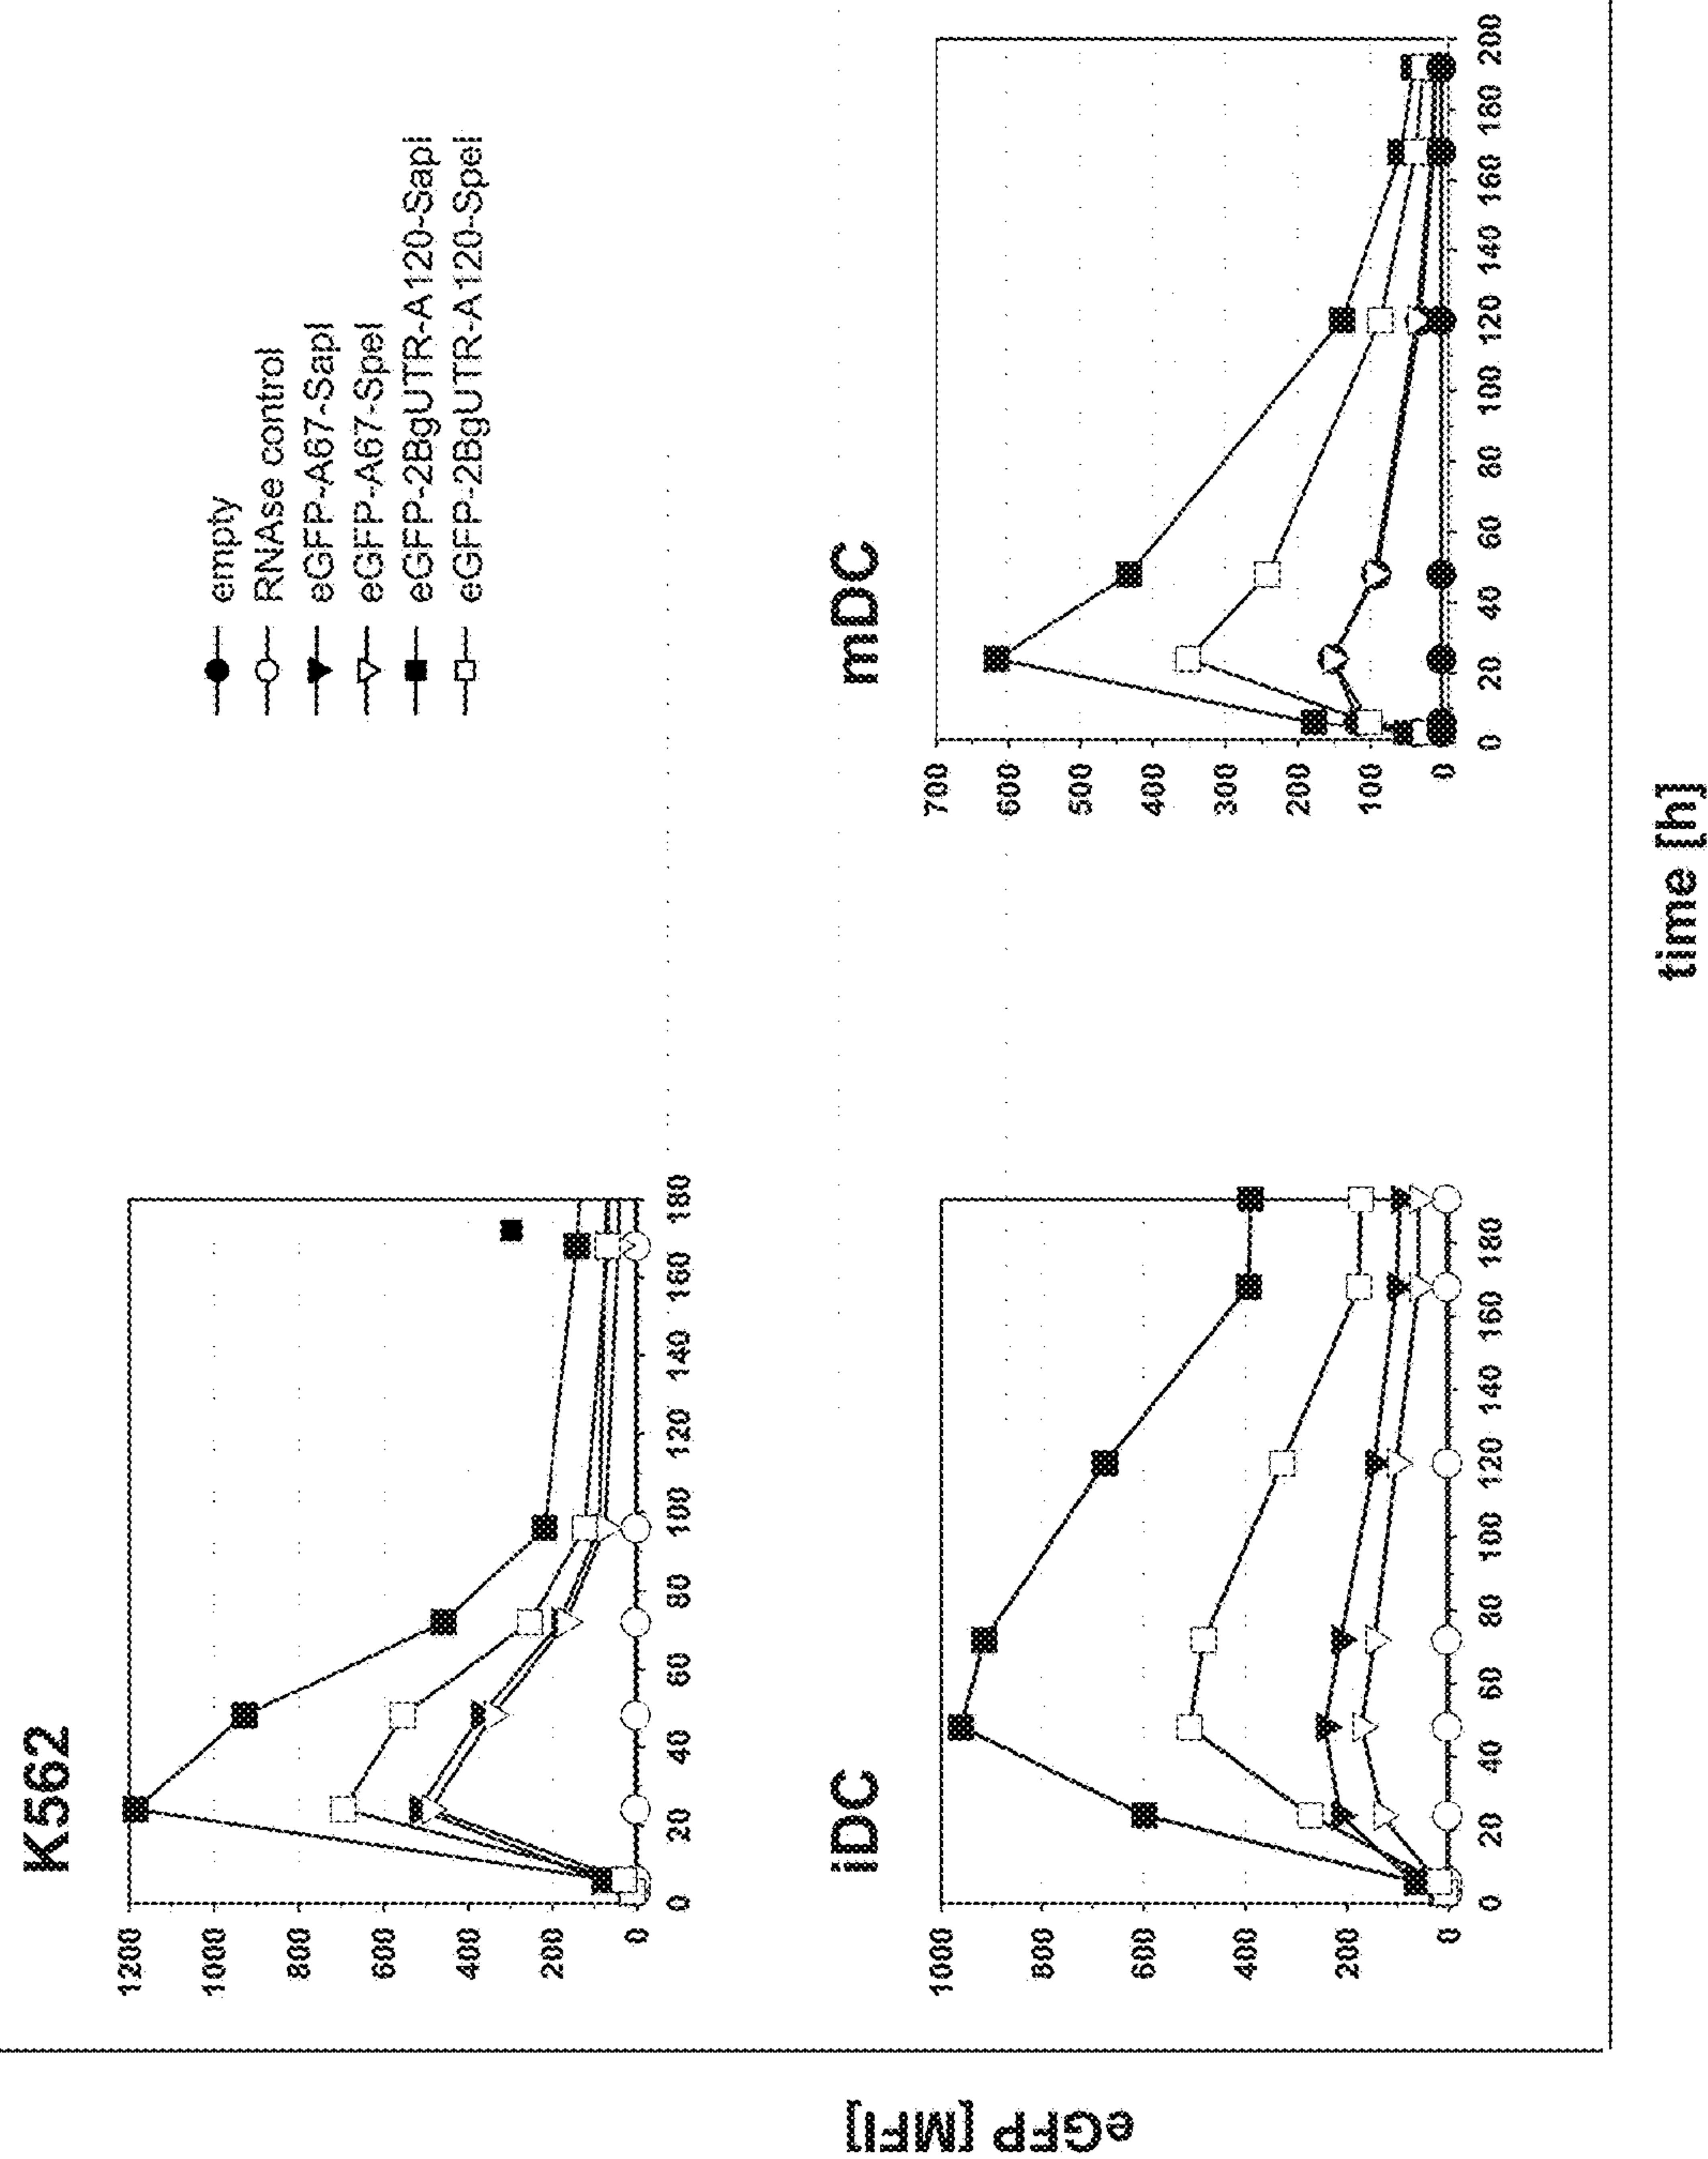 K562
1200
1000
800
600
400
200
0
0 20 40 60 80 100 120 140 160 180
empty
RNAse control
eGFP-A67-SapI
eGFP-A67-SpeI
eGFP-2BgUTR-A120-SapI
eGFP-2BgUTR-A120-SpeI
iDC
1000
800
600
400
200
0
0 20 40 60 80 100 120 140 160 180
mDC
700
600
500
400
300
200
100
0
0 20 40 60 80 100 120 140 160 180 200
eGFP [MFI]
time [h]